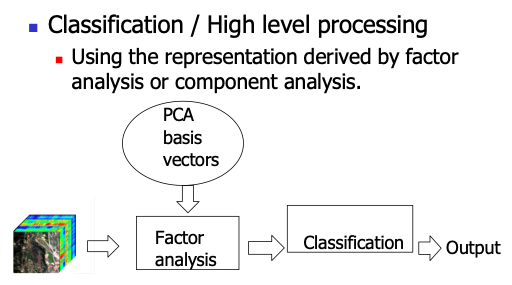 Classification / High level processing
Using the representation derived by factor
analysis or component analysis.
PCA
basis
vectors
Factor
analysis
Classification
Output